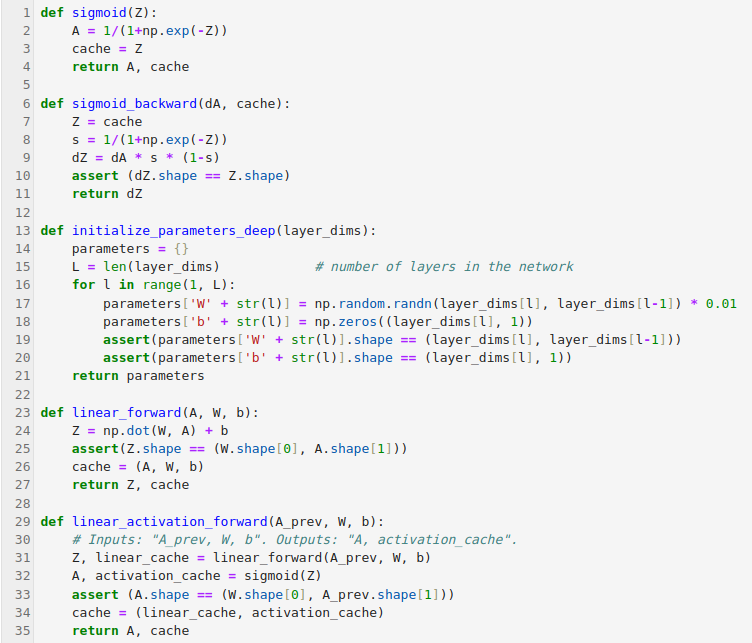 1 def sigmoid(Z):
2     A = 1/(1+np.exp(-Z))
3     cache = Z
4     return A, cache
5
6 def sigmoid_backward(dA, cache):
7     Z = cache
8     s = 1/(1+np.exp(-Z))
9     dZ = dA * s * (1-s)
10     assert (dZ.shape == Z.shape)
11     return dZ
12
13 def initialize_parameters_deep(layer_dims):
14     parameters = {}
15     L = len(layer_dims)            # number of layers in the network
16     for l in range(1, L):
17         parameters['W' + str(l)] = np.random.randn(layer_dims[l], layer_dims[l-1]) * 0.01
18         parameters['b' + str(l)] = np.zeros((layer_dims[l], 1))
19         assert(parameters['W' + str(l)].shape == (layer_dims[l], layer_dims[l-1]))
20         assert(parameters['b' + str(l)].shape == (layer_dims[l], 1))
21     return parameters
22
23 def linear_forward(A, W, b):
24     Z = np.dot(W, A) + b
25     assert(Z.shape == (W.shape[0], A.shape[1]))
26     cache = (A, W, b)
27     return Z, cache
28
29 def linear_activation_forward(A_prev, W, b):
30     # Inputs: "A_prev, W, b". Outputs: "A, activation_cache".
31     Z, linear_cache = linear_forward(A_prev, W, b)
32     A, activation_cache = sigmoid(Z)
33     assert (A.shape == (W.shape[0], A_prev.shape[1]))
34     cache = (linear_cache, activation_cache)
35     return A, cache